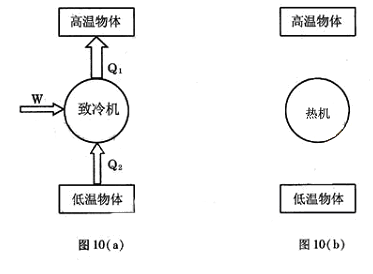 高温物体
Q₁
W
致冷机
Q₂
低温物体
图10(a)
高温物体
热机
低温物体
图10(b)